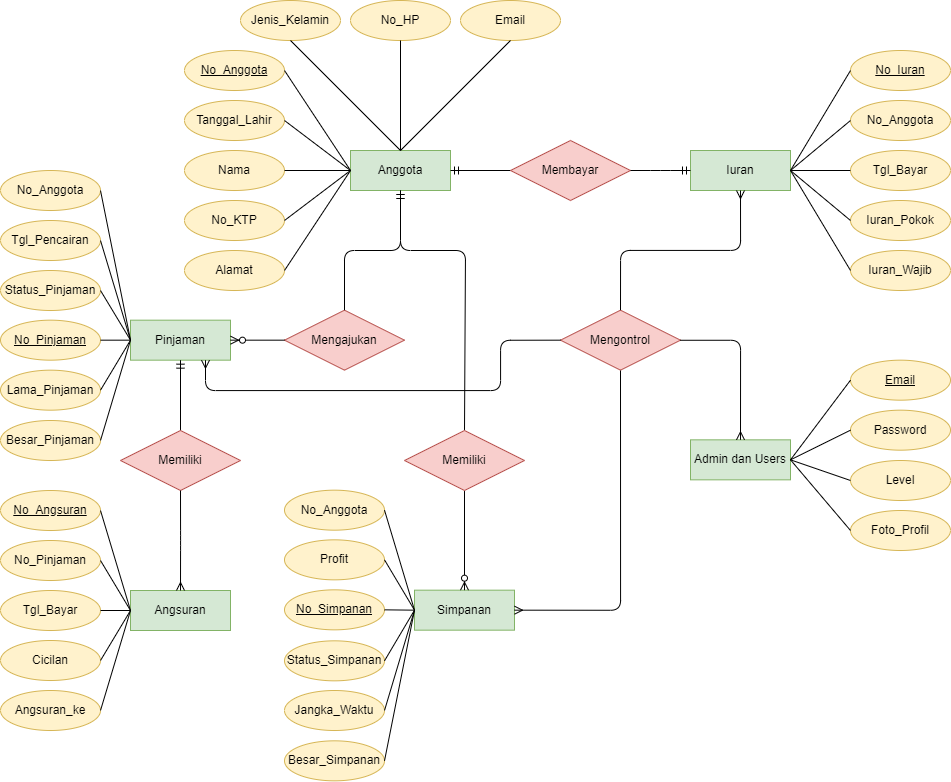 Jenis_Kelamin
No_HP
Email
No_Anggota
Tanggal_Lahir
Nama
No_KTP
Alamat
Anggota
Membayar
Iuran
No_Iuran
No_Anggota
Tgl_Bayar
Iuran_Pokok
Iuran_Wajib
No_Anggota
Tgl_Pencairan
Status_Pinjaman
No_Pinjaman
Lama_Pinjaman
Besar_Pinjaman
Pinjaman
Mengajukan
Mengontrol
Memiliki
Memiliki
Admin dan Users
Email
Password
Level
Foto_Profil
No_Angsuran
No_Pinjaman
Tgl_Bayar
Cicilan
Angsuran_ke
Angsuran
No_Anggota
Profit
No_Simpanan
Status_Simpanan
Jangka_Waktu
Besar_Simpanan
Simpanan